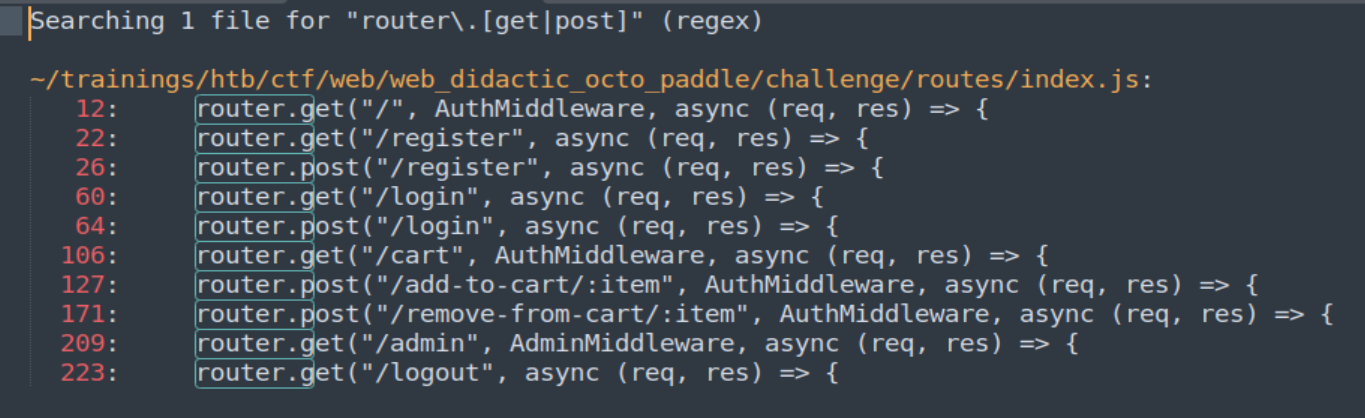 Searching 1 file for "router\.[get|post]" (regex)
~/trainings/htb/ctf/web/web_didactic_octo_paddle/challenge/routes/index.js:
12: router.get("/", AuthMiddleware, async (req, res) => {
22: router.get("/register", async (req, res) => {
26: router.post("/register", async (req, res) => {
60: router.get("/login", async (req, res) => {
64: router.post("/login", async (req, res) => {
106: router.get("/cart", AuthMiddleware, async (req, res) => {
127: router.post("/add-to-cart/:item", AuthMiddleware, async (req, res) => {
171: router.post("/remove-from-cart/:item", AuthMiddleware, async (req, res) => {
209: router.get("/admin", AdminMiddleware, async (req, res) => {
223: router.get("/logout", async (req, res) => {